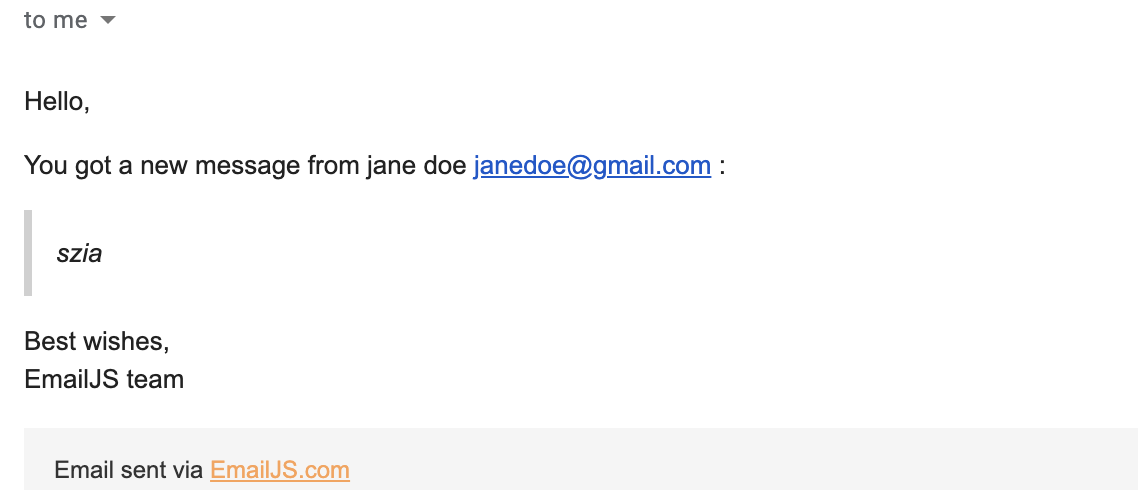 to me
Hello,
You got a new message from jane doe janedoe@gmail.com :
szia
Best wishes,
EmailJS team
Email sent via EmailJS.com